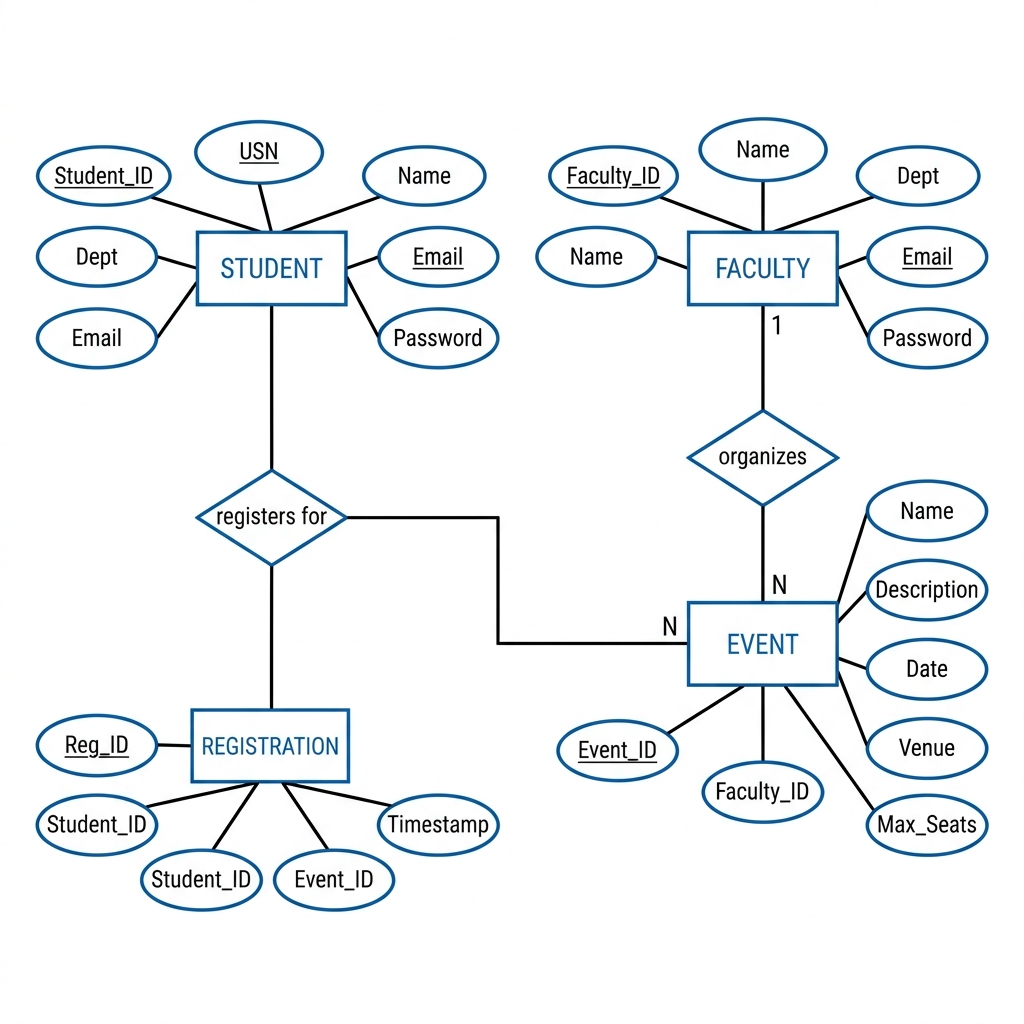 USN
Student_ID
Name
Dept
STUDENT
Email
Email
Password
Name
Faculty_ID
Dept
Name
FACULTY
Email
Password
1
organizes
registers for
Name
N
Description
N
EVENT
Date
Event_ID
Venue
Faculty_ID
Max_Seats
Reg_ID
REGISTRATION
Student_ID
Timestamp
Student_ID
Event_ID